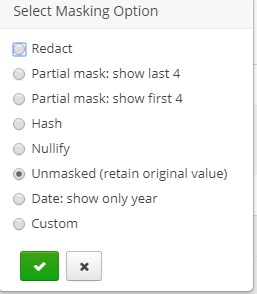 Select Masking Option
Redact
Partial mask: show last 4
Partial mask: show first 4
Hash
Nullify
Unmasked (retain original value)
Date: show only year
Custom